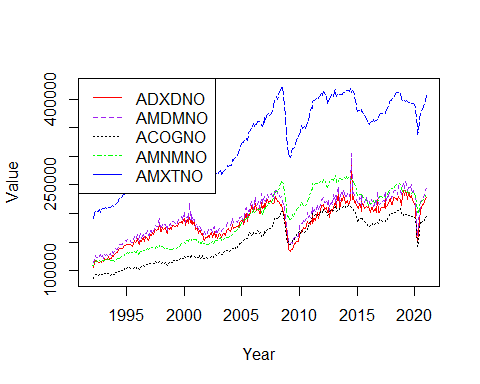 ADXDNO
AMDMNO
ACOGNO
AMNMNO
AMXTNO
Value
100000
250000
400000
1995
2000
2005
2010
2015
2020
Year